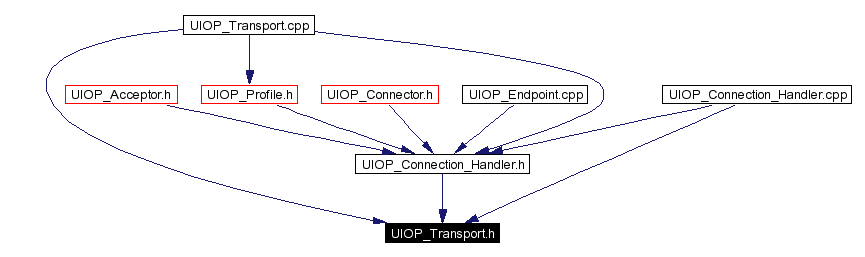 UIOP_Transport.cpp
UIOP_Acceptor.h
UIOP_Profile.h
UIOP_Connector.h
UIOP_Endpoint.cpp
UIOP_Connection_Handler.cpp
UIOP_Connection_Handler.h
UIOP_Transport.h